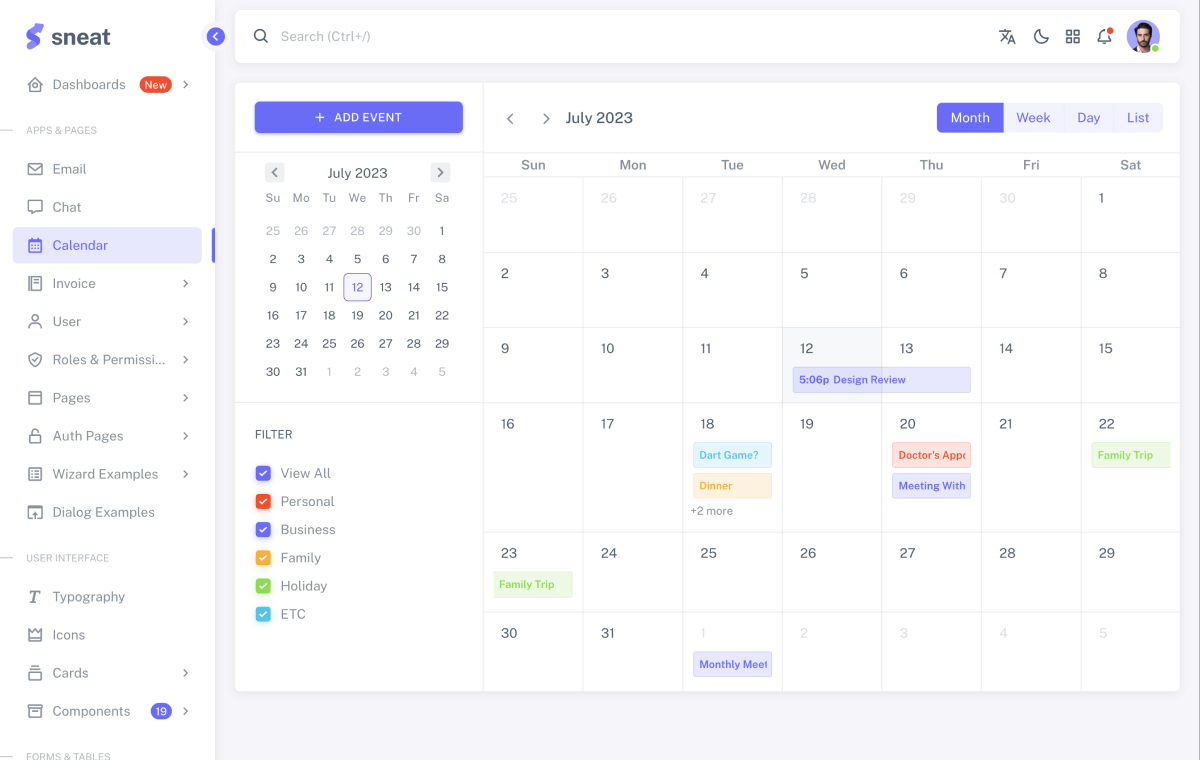 sneat
Dashboards New
APPS & PAGES
Email
Chat
Calendar
Invoice
User
Roles & Permissi...
Pages
Auth Pages
Wizard Examples
Dialog Examples
USER INTERFACE
Typography
Icons
Cards
Components 19
FORMS & TABLES
Search (Ctrl+/)
+ ADD EVENT
July 2023
Su Mo Tu We Th Fr Sa
25 26 27 28 29 30 1
2 3 4 5 6 7 8
9 10 11 12 13 14 15
16 17 18 19 20 21 22
23 24 25 26 27 28 29
30 31 1 2 3 4 5
FILTER
View All
Personal
Business
Family
Holiday
ETC
July 2023
Month Week Day List
Sun Mon Tue Wed Thu Fri Sat
25 26 27 28 29 30 1
2 3 4 5 6 7 8
9 10 11 12 13 14 15
5:06p Design Review
16 17 18 19 20 21 22
Dart Game? Doctor's Appo Family Trip
Dinner Meeting With
+2 more
23 24 25 26 27 28 29
Family Trip
30 31 1 2 3 4 5
Monthly Meet